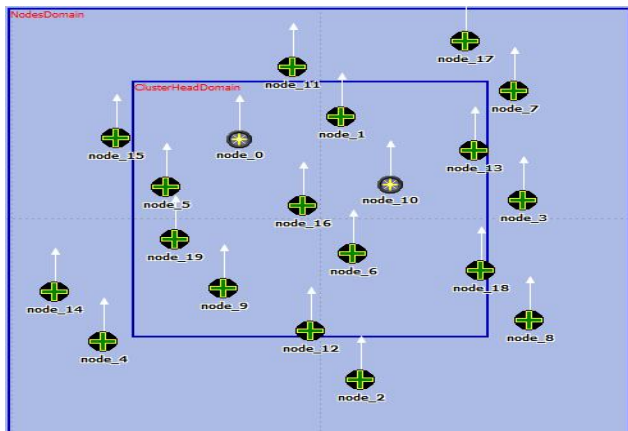 NodesDomain
node_17
node_11
ClusterHeadDomain
node_7
node_1
node_15
node_0
node_13
node_5
node_10
node_3
node_16
node_19
node_6
node_18
node_14
node_9
node_8
node_12
node_4
node_2